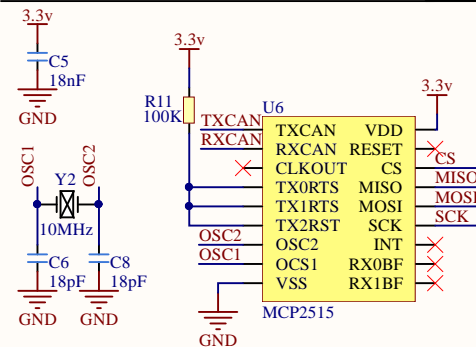 3.3v
C5
18nF
GND
OSC1
OSC2
Y2
10MHz
C6
18pF
C8
18pF
GND
GND
3.3v
R11
100K
TXCAN
RXCAN
OSC2
OSC1
GND
U6
TXCAN VDD
RXCAN RESET
CLKOUT CS
TX0RTS MISO
TX1RTS MOSI
TX2RST SCK
OSC2 INT
OCS1 RX0BF
VSS RX1BF
MCP2515
3.3v
CS
MISO
MOSI
SCK